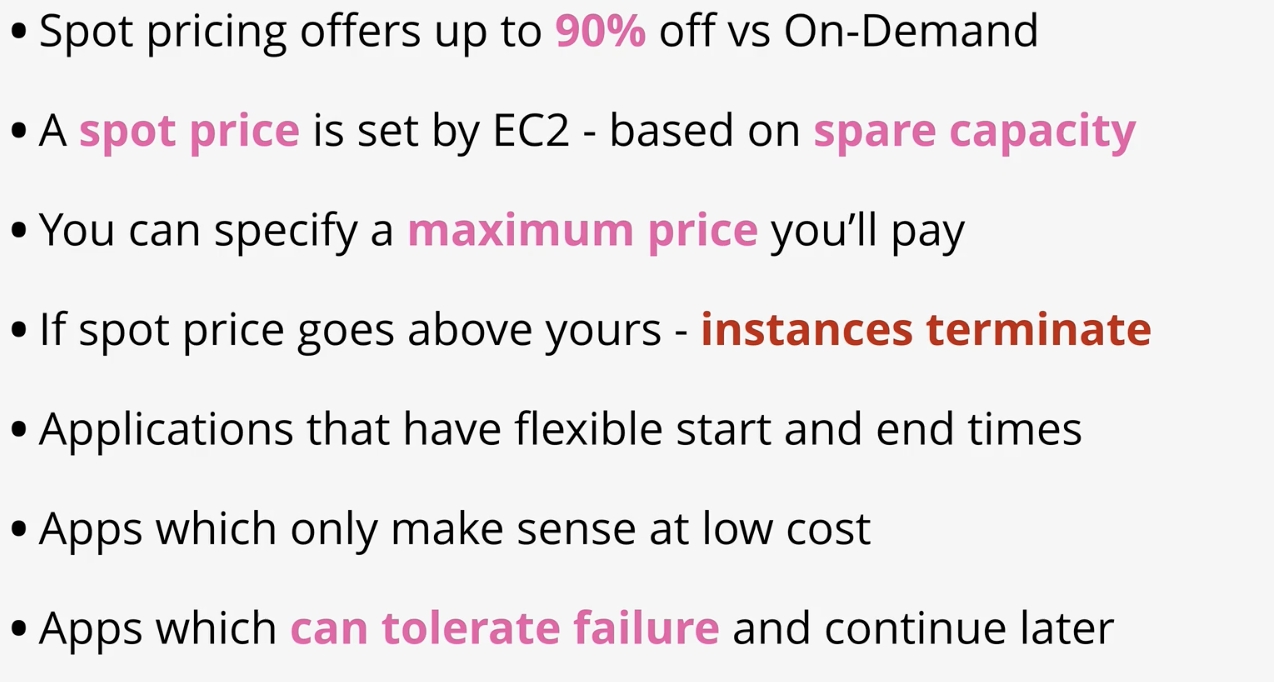 • Spot pricing offers up to 90% off vs On-Demand
• A spot price is set by EC2 - based on spare capacity
• You can specify a maximum price you’ll pay
• If spot price goes above yours - instances terminate
• Applications that have flexible start and end times
• Apps which only make sense at low cost
• Apps which can tolerate failure and continue later